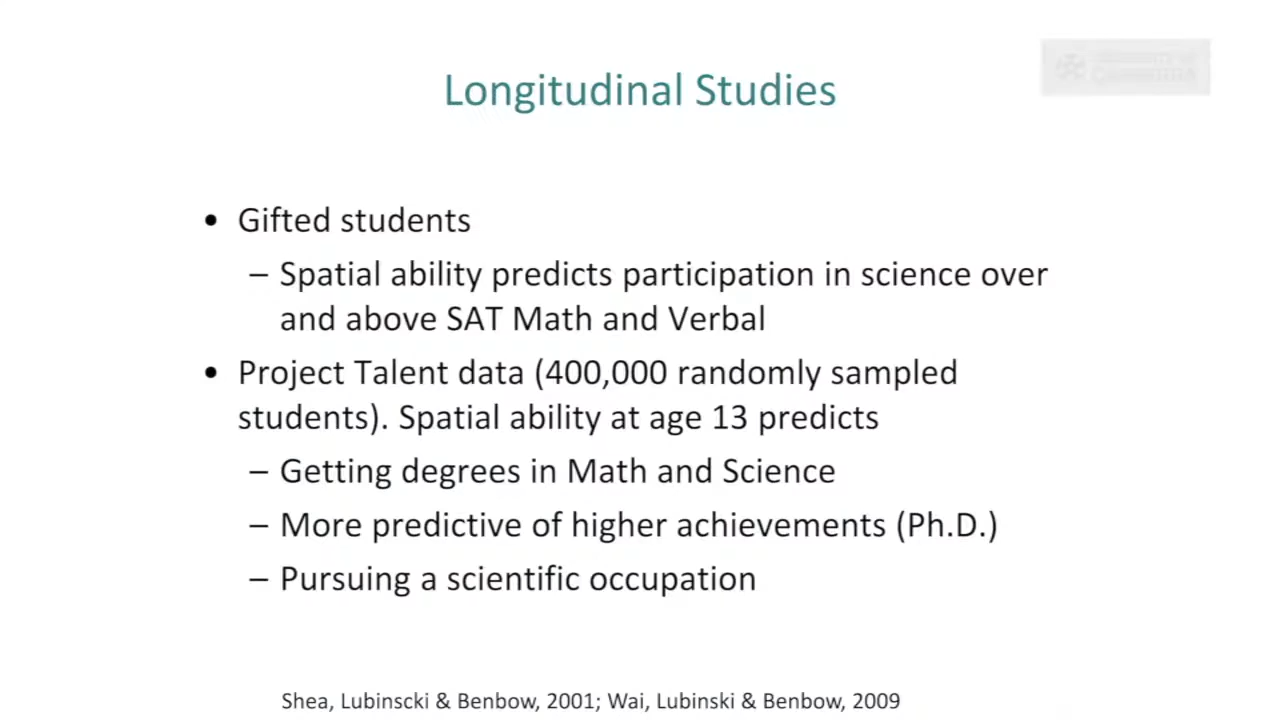 Longitudinal Studies
• Gifted students
– Spatial ability predicts participation in science over
and above SAT Math and Verbal
• Project Talent data (400,000 randomly sampled
students). Spatial ability at age 13 predicts
– Getting degrees in Math and Science
– More predictive of higher achievements (Ph.D.)
– Pursuing a scientific occupation
Shea, Lubinscki & Benbow, 2001; Wai, Lubinski & Benbow, 2009